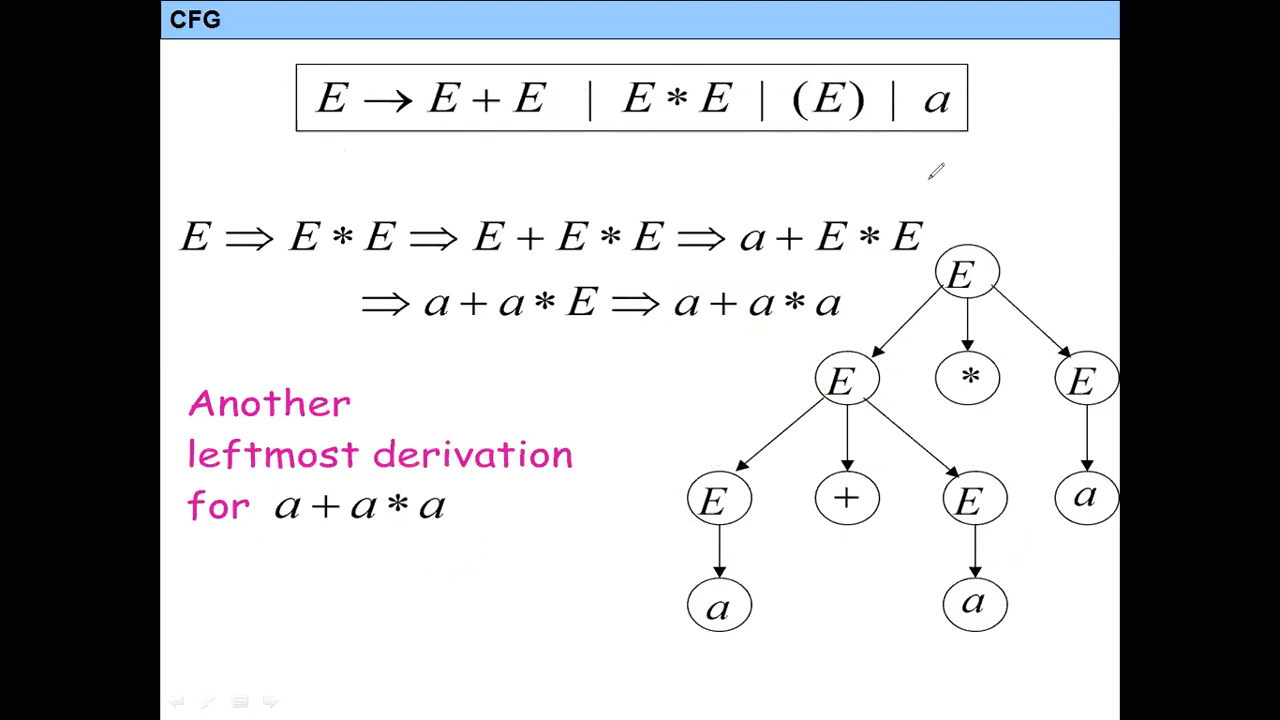 CFG
E → E + E | E * E | (E) | a
E ⇒ E * E ⇒ E + E * E ⇒ a + E * E
⇒ a + a * E ⇒ a + a * a
E
E * E
Another
leftmost derivation
for a + a * a
E + E a
a a